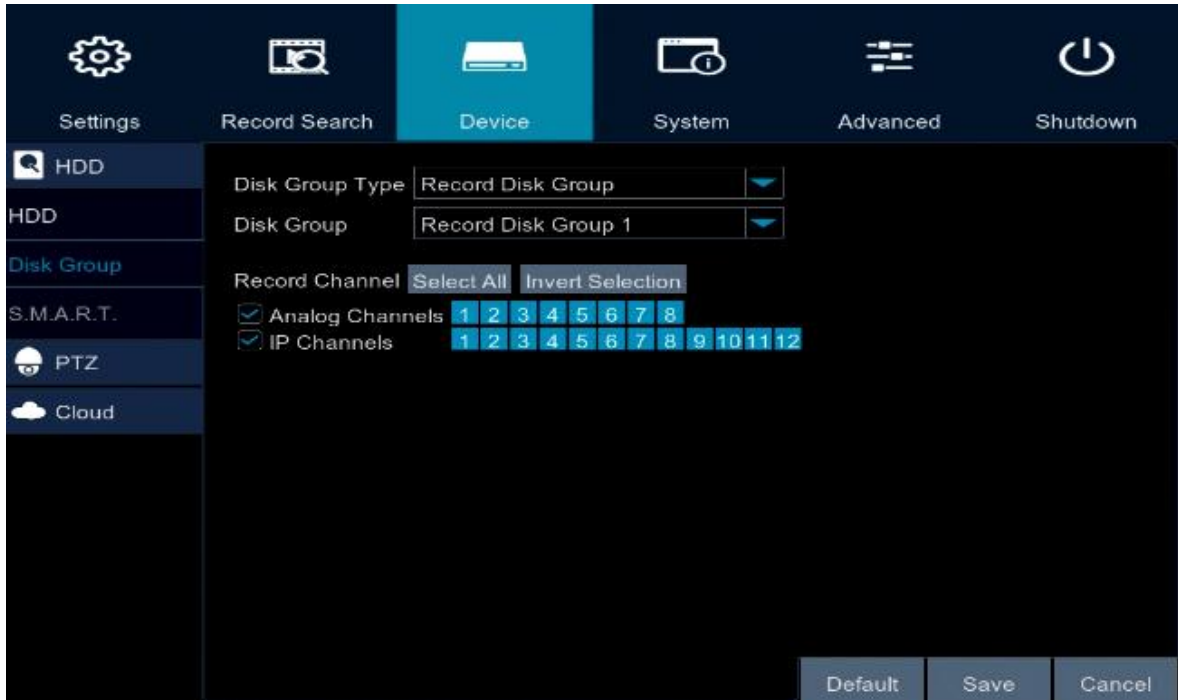 Settings Record Search Device System Advanced Shutdown
HDD
HDD
Disk Group
S.M.A.R.T.
PTZ
Cloud
Disk Group Type Record Disk Group
Disk Group Record Disk Group 1
Record Channel Select All Invert Selection
Analog Channels 1 2 3 4 5 6 7 8
IP Channels 1 2 3 4 5 6 7 8 9 10 11 12
Default Save Cancel